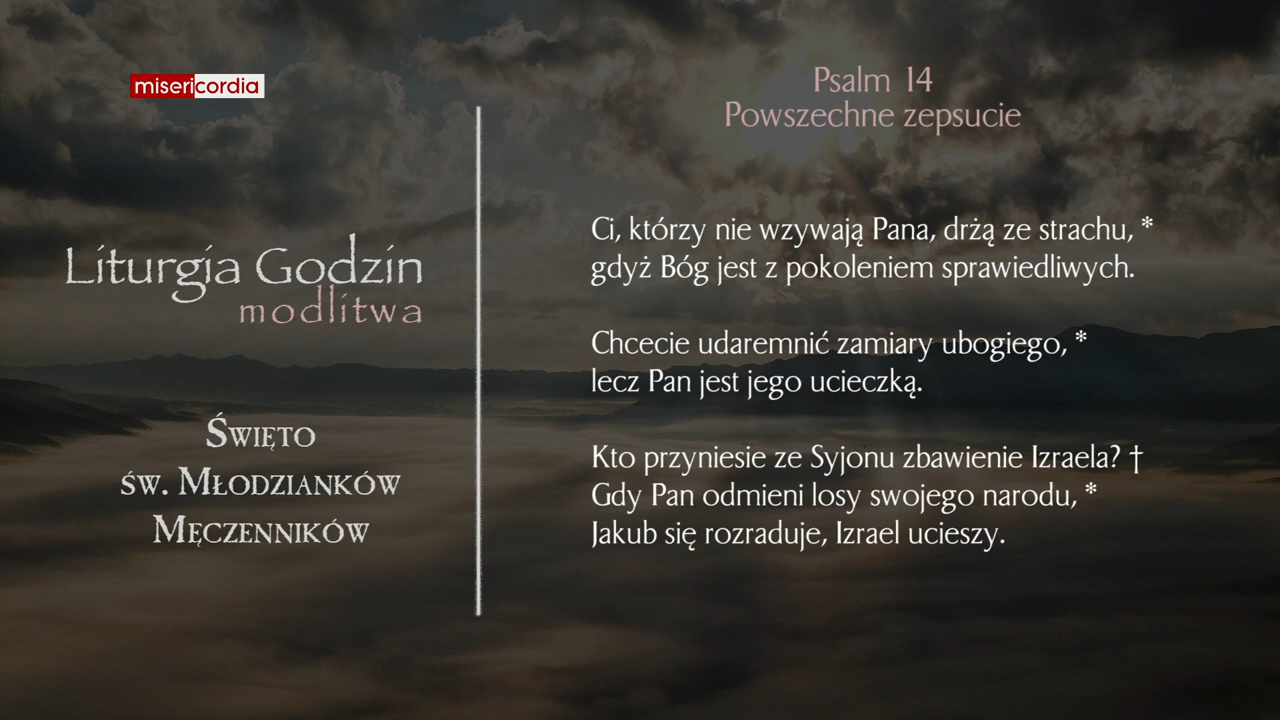 misericordia
Liturgia Godzin
modlitwa
Święto
św. Młodzianków
Męczenników
Psalm 14
Powszechne zepsucie
Ci, którzy nie wzywają Pana, drżą ze strachu, *
gdyż Bóg jest z pokoleniem sprawiedliwych.
Chcecie udaremnić zamiary ubogiego, *
lecz Pan jest jego ucieczką.
Kto przyniesie ze Syjonu zbawienie Izraela? †
Gdy Pan odmieni losy swojego narodu, *
Jakub się rozraduje, Izrael ucieszy.